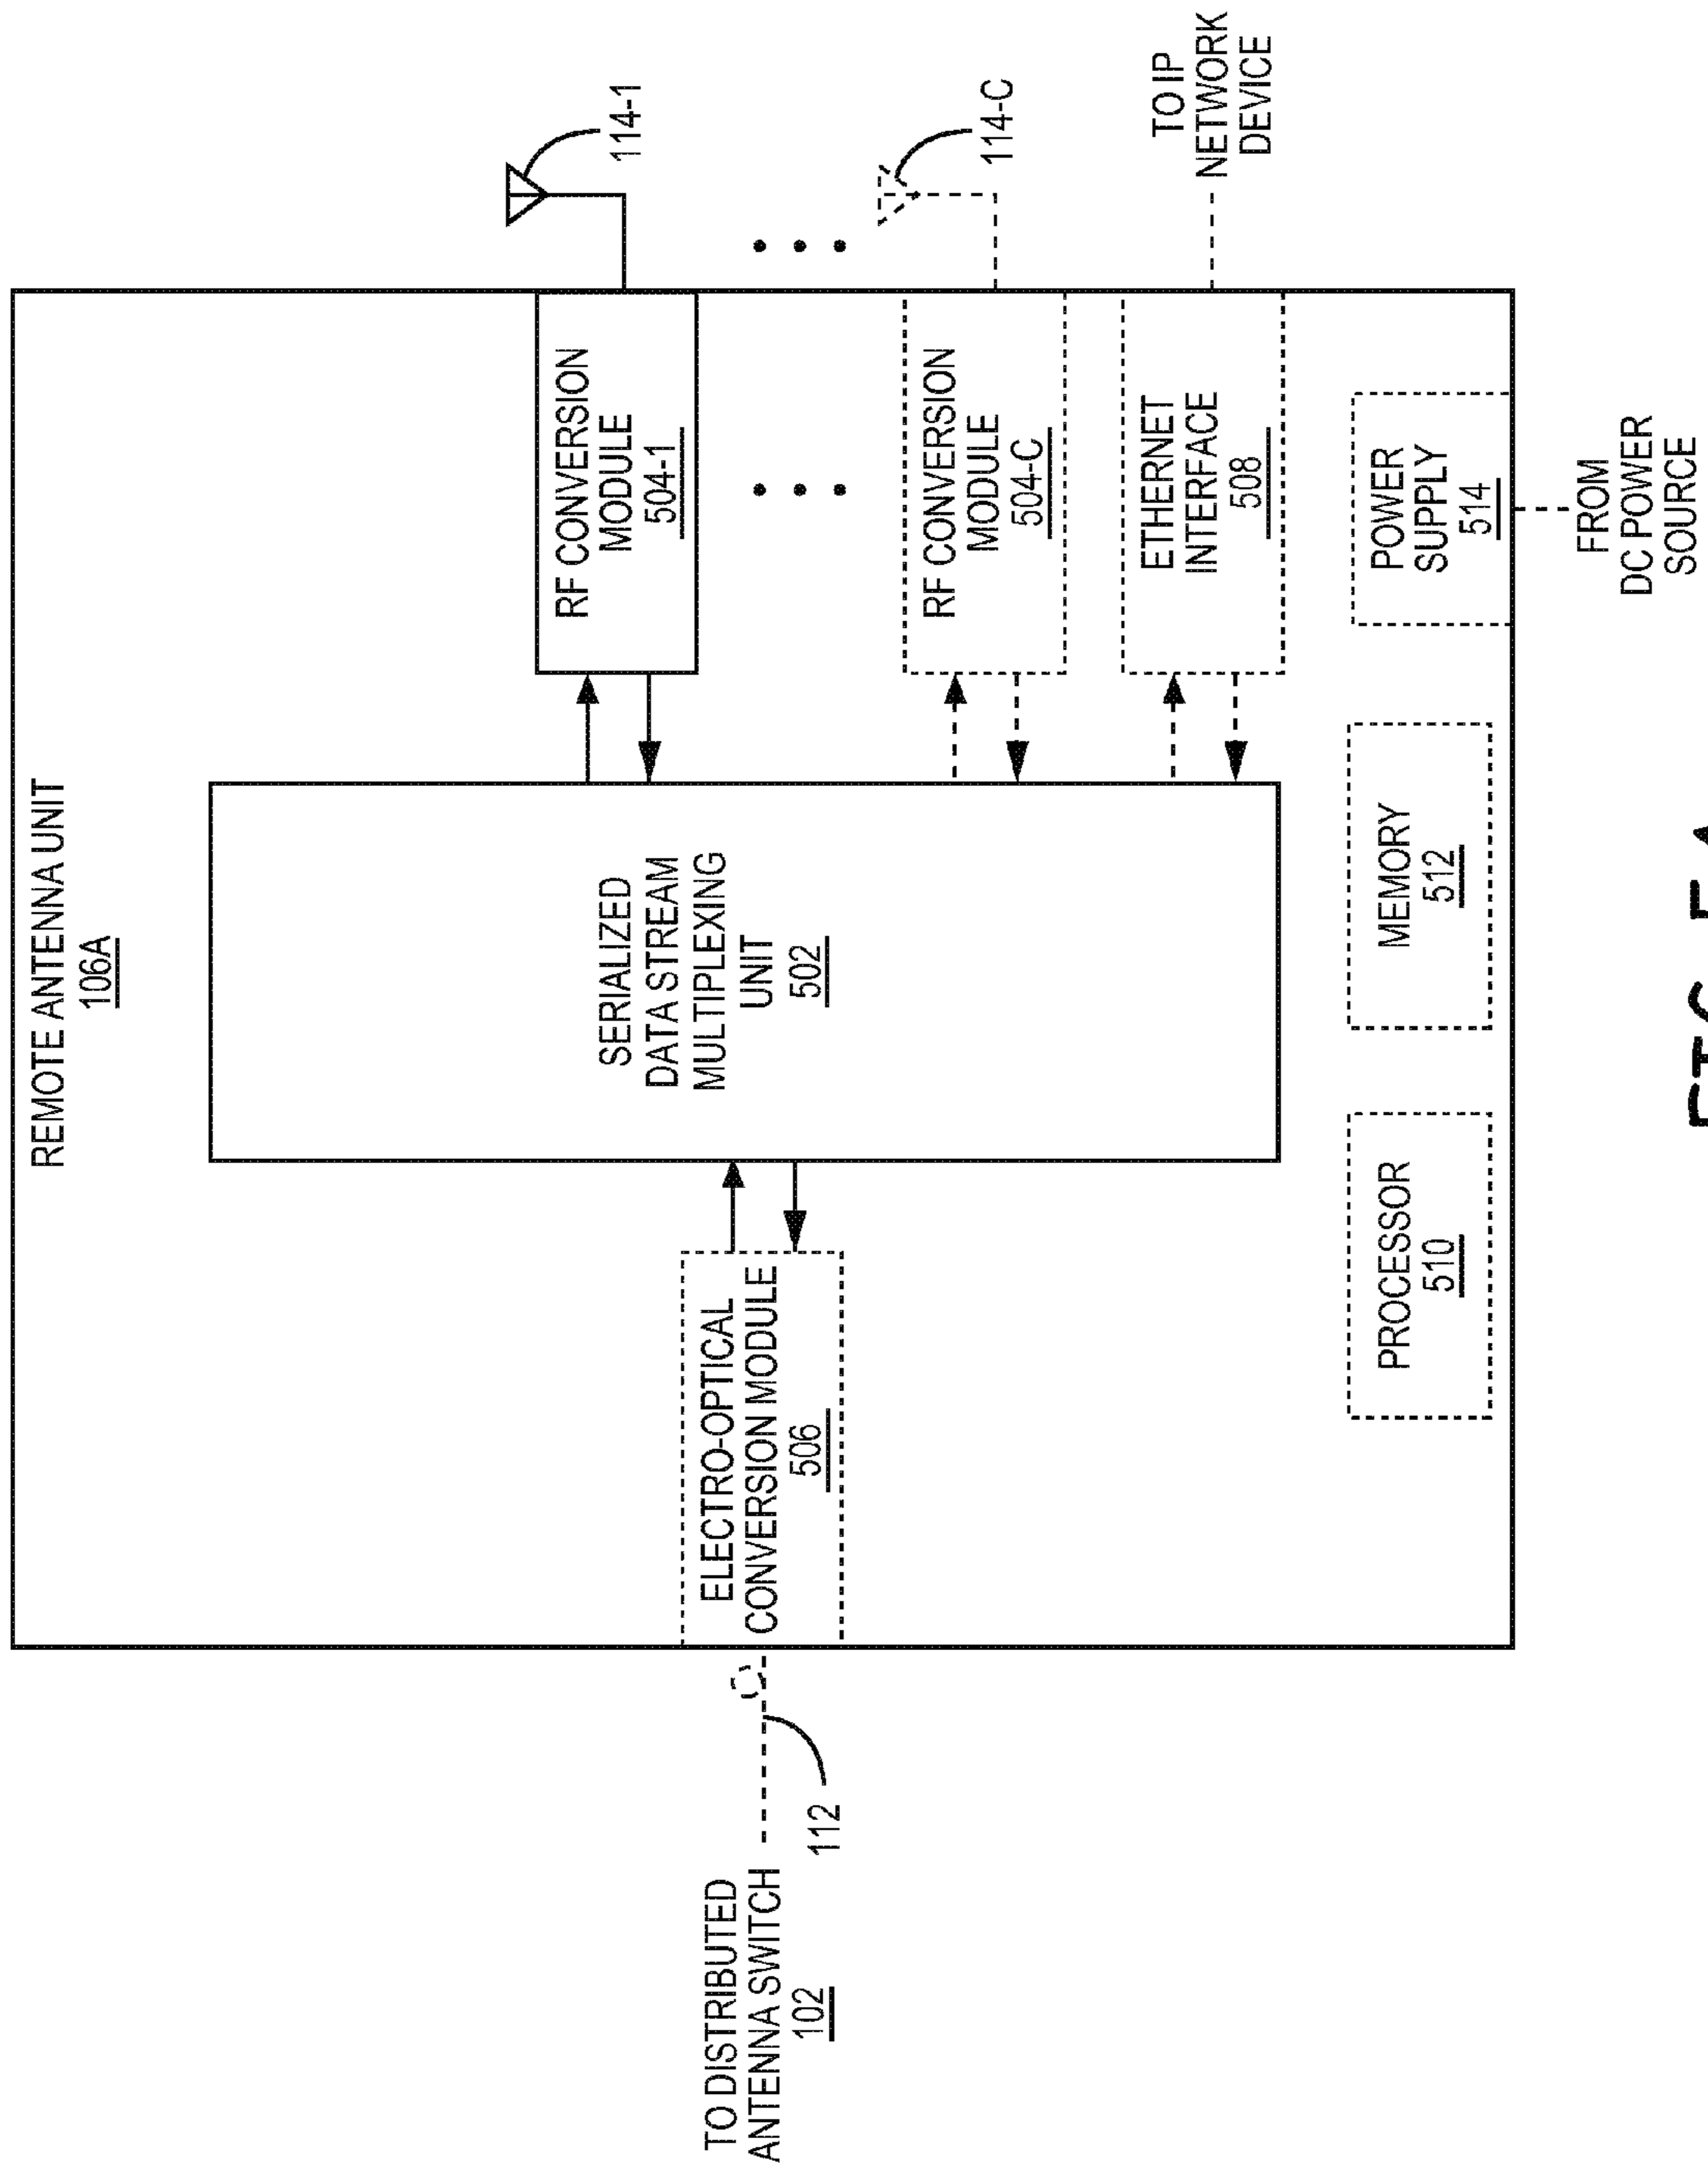 REMOTE ANTENNA UNIT
106A
TO DISTRIBUTED
ANTENNA SWITCH
102
112
ELECTRO-OPTICAL
CONVERSION MODULE
506
SERIALIZED
DATA STREAM
MULTIPLEXING
UNIT
502
RF CONVERSION
MODULE
504-1
114-1
RF CONVERSION
MODULE
504-C
114-C
ETHERNET
INTERFACE
508
TO IP
NETWORK
DEVICE
PROCESSOR
510
MEMORY
512
POWER
SUPPLY
514
FROM
DC POWER
SOURCE